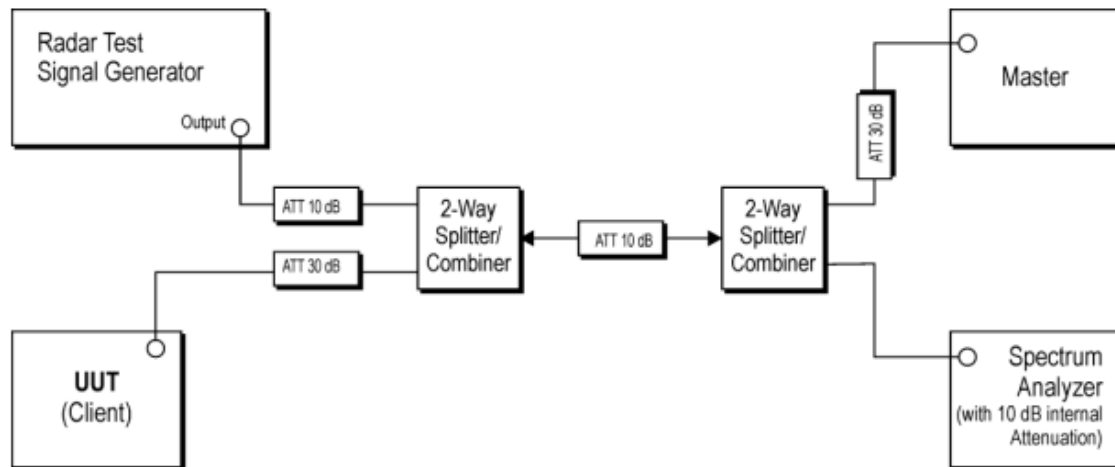 Radar Test
Signal Generator
Output
Master
ATT 30 dB
ATT 10 dB
2-Way
Splitter/
Combiner
ATT 10 dB
2-Way
Splitter/
Combiner
ATT 30 dB
UUT
(Client)
Spectrum
Analyzer
(with 10 dB internal
Attenuation)